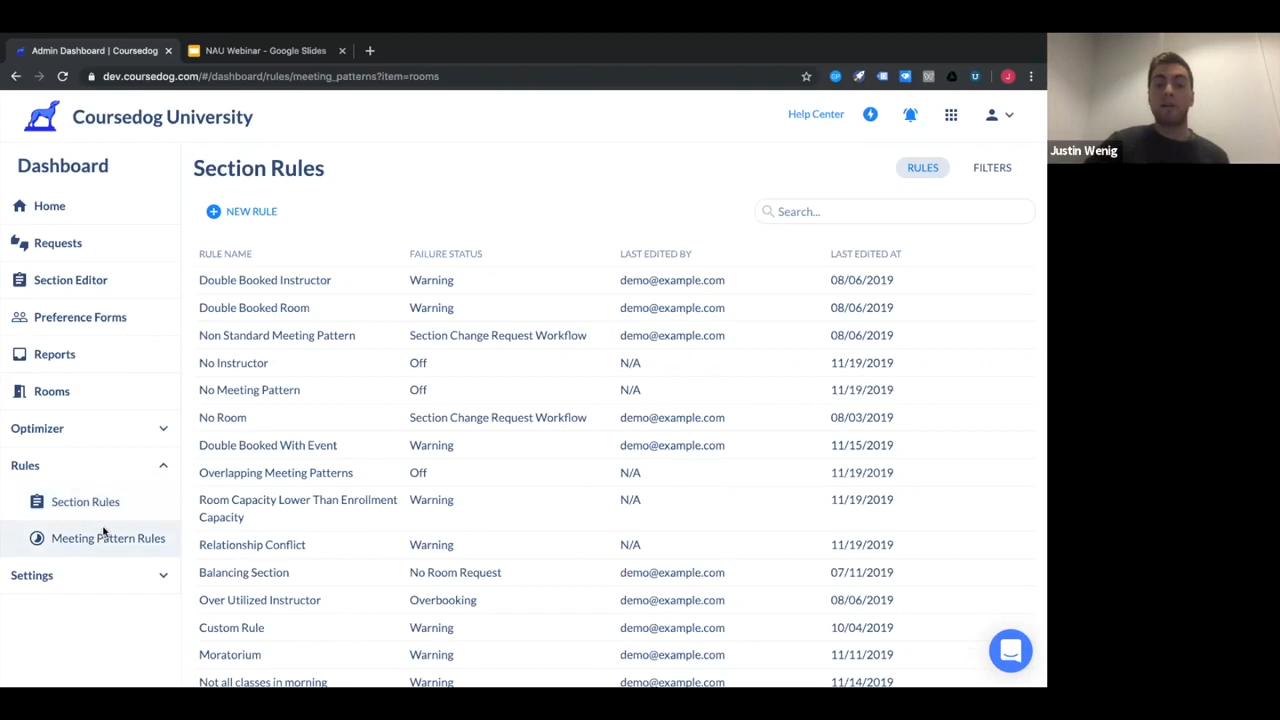 Admin Dashboard | Coursedog
NAU Webinar - Google Slides
dev.coursedog.com/#/dashboard/rules/meeting_patterns?item=rooms
Coursedog University
Help Center
Justin Wenig
Dashboard
Home
Requests
Section Editor
Preference Forms
Reports
Rooms
Optimizer
Rules
Section Rules
Meeting Pattern Rules
Settings
Section Rules
RULES FILTERS
NEW RULE
Search...
RULE NAME FAILURE STATUS LAST EDITED BY LAST EDITED AT
Double Booked Instructor Warning demo@example.com 08/06/2019
Double Booked Room Warning demo@example.com 08/06/2019
Non Standard Meeting Pattern Section Change Request Workflow demo@example.com 08/06/2019
No Instructor Off N/A 11/19/2019
No Meeting Pattern Off N/A 11/19/2019
No Room Section Change Request Workflow demo@example.com 08/03/2019
Double Booked With Event Warning demo@example.com 11/15/2019
Overlapping Meeting Patterns Off N/A 11/19/2019
Room Capacity Lower Than Enrollment Warning N/A 11/19/2019
Capacity
Relationship Conflict Warning N/A 11/19/2019
Balancing Section No Room Request demo@example.com 07/11/2019
Over Utilized Instructor Overbooking demo@example.com 08/06/2019
Custom Rule Warning demo@example.com 10/04/2019
Moratorium Warning demo@example.com 11/11/2019
Not all classes in morning Warning demo@example.com 11/14/2019